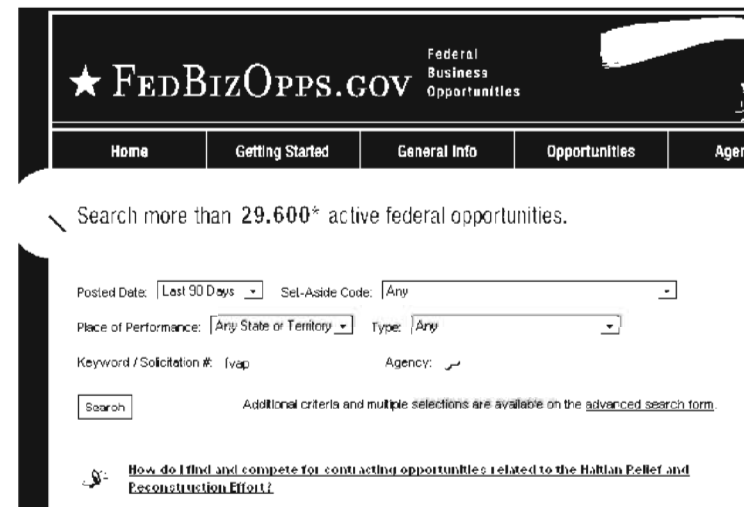 ★ FEDBIZOPPS.GOV
Federal
Business
Opportunities
Home Getting Started General Info Opportunities Agen
Search more than 29.600* active federal opportunities.
Posted Date: Last 90 Days Set-Aside Code: Any
Place of Performance: Any State or Territory Type: Any
Keyword / Solicitation #: fvap Agency:
Search Additional criteria and multiple selections are available on the advanced search form.
How do I find and compete for contracting opportunities related to the Haitian Relief and
Reconstruction Effort?